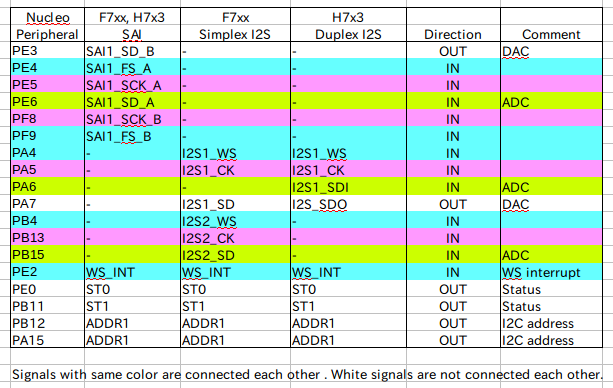 Nucleo F7xx, H7x3 F7xx H7x3
Peripheral SAI Simplex I2S Duplex I2S Direction Comment
PE3 SAI1_SD_B - - OUT DAC
PE4 SAI1_FS_A - - IN
PE5 SAI1_SCK_A - - IN
PE6 SAI1_SD_A - - IN ADC
PF8 SAI1_SCK_B - - IN
PF9 SAI1_FS_B - - IN
PA4 - I2S1_WS I2S1_WS IN
PA5 - I2S1_CK I2S1_CK IN
PA6 - - I2S1_SDI IN ADC
PA7 - I2S1_SD I2S_SDO OUT DAC
PB4 - I2S2_WS - IN
PB13 - I2S2_CK - IN
PB15 - I2S2_SD - IN ADC
PE2 WS_INT WS_INT WS_INT IN WS interrupt
PE0 ST0 ST0 ST0 OUT Status
PB11 ST1 ST1 ST1 OUT Status
PB12 ADDR1 ADDR1 ADDR1 OUT I2C address
PA15 ADDR1 ADDR1 ADDR1 OUT I2C address
Signals with same color are connected each other . White signals are not connected each other.